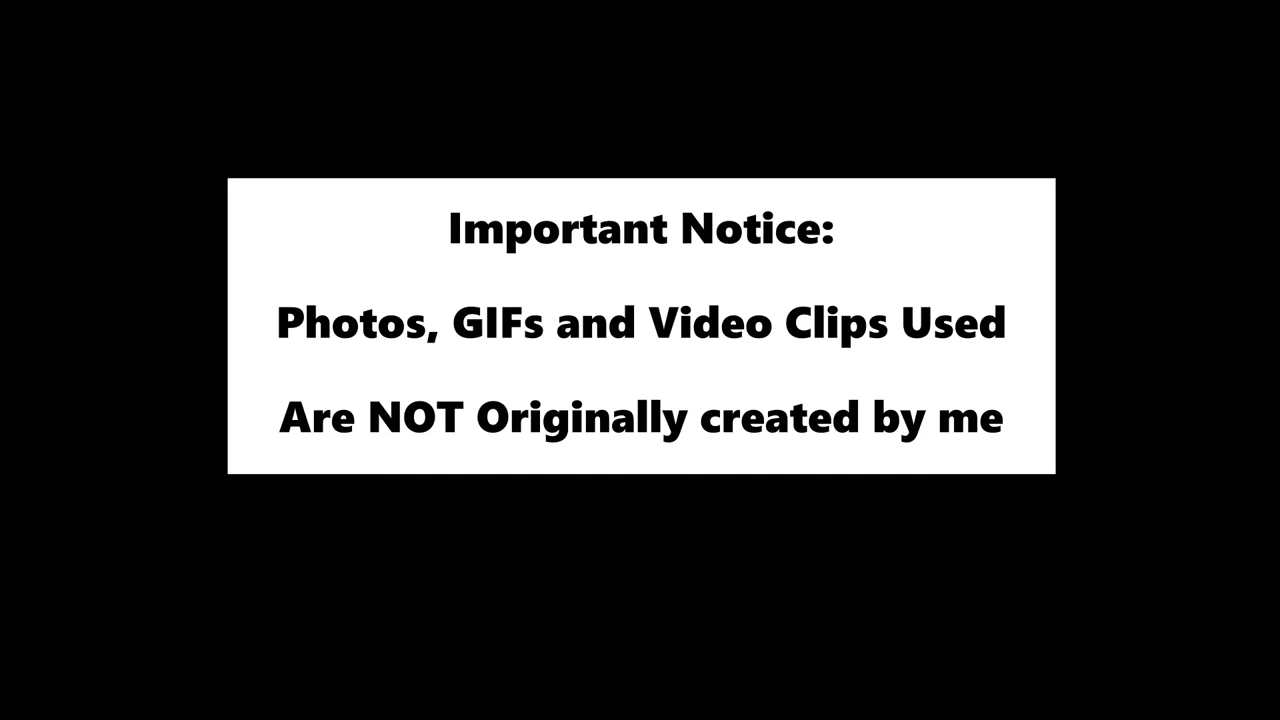 Important Notice:
Photos, GIFs and Video Clips Used
Are NOT Originally created by me